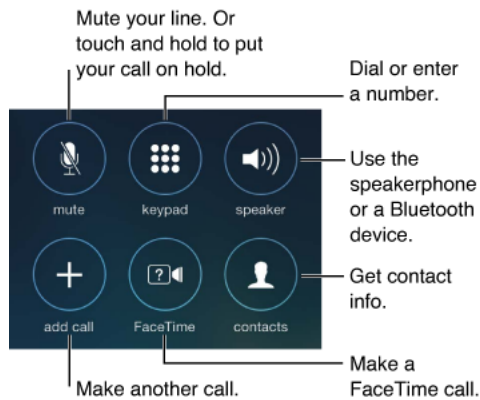 Mute your line. Or
touch and hold to put
your call on hold.
Dial or enter
a number.
mute
keypad
speaker
Use the
speakerphone
or a Bluetooth
device.
?
add call
FaceTime
contacts
Get contact
info.
Make another call.
Make a
FaceTime call.